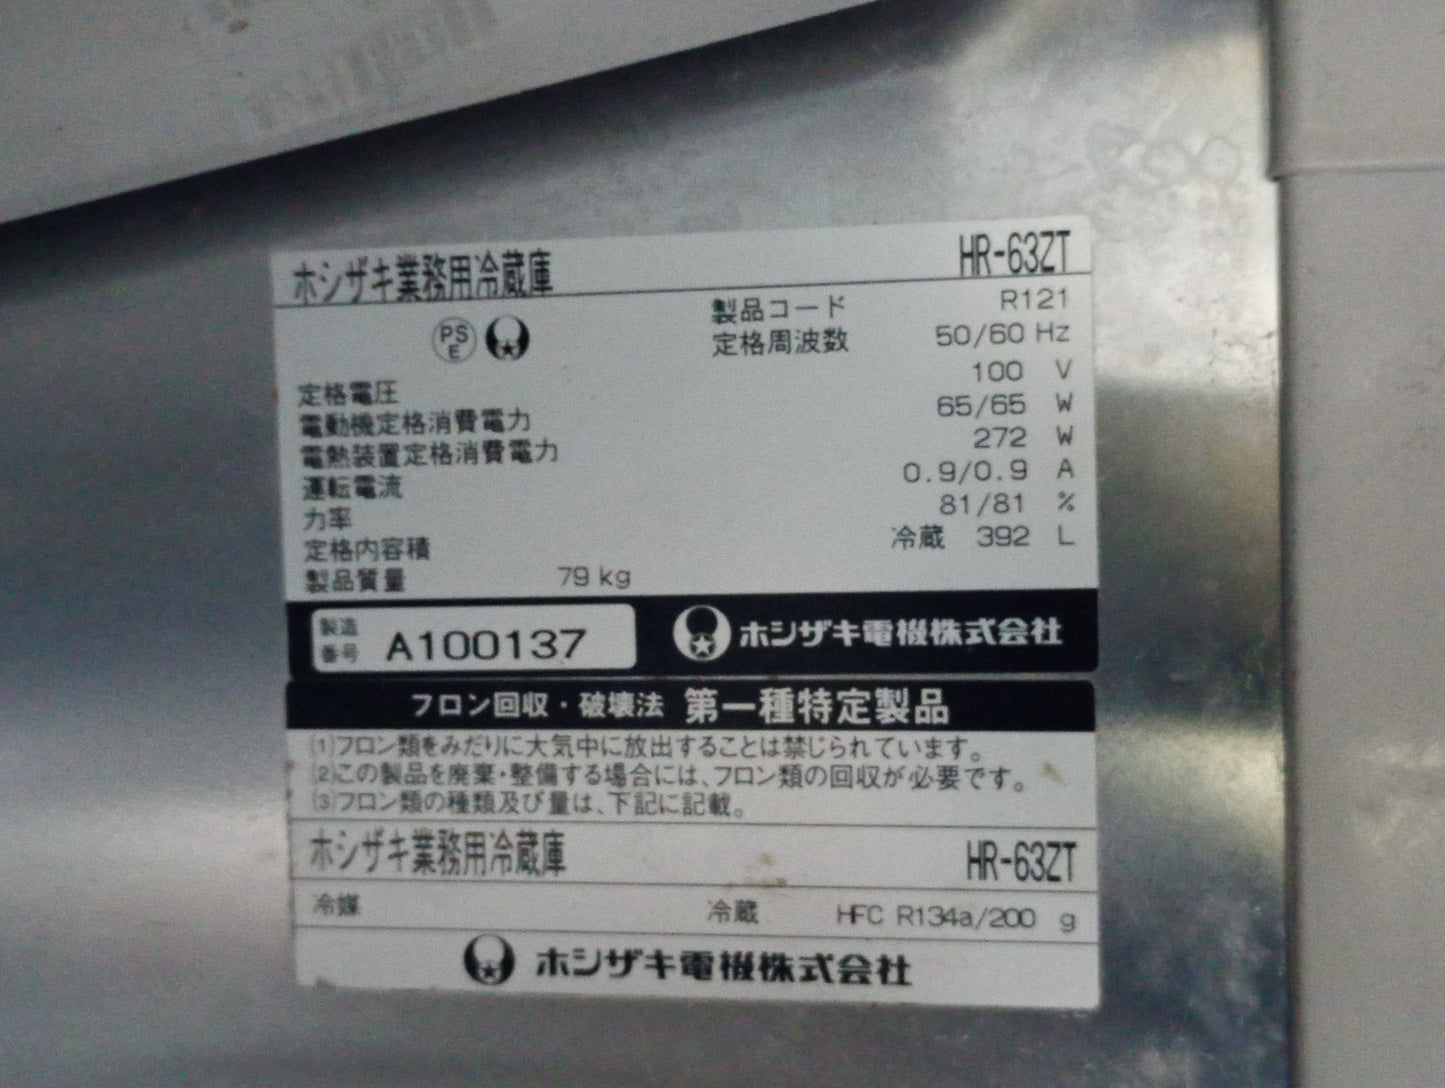 ホシザキ業務用冷蔵庫 HR-63ZT
製品コード R121
PS E 定格周波数 50/60 Hz
定格電圧 100 V
電動機定格消費電力 65/65 W
電熱装置定格消費電力 272 W
運転電流 0.9/0.9 A
力率 81/81 %
定格内容積 冷蔵 392 L
製品質量 79 kg
製造番号 A100137 ホシザキ電機株式会社
フロン回収・破壊法 第一種特定製品
(1)フロン類をみだりに大気中に放出することは禁じられています。
(2)この製品を廃棄・整備する場合には、フロン類の回収が必要です。
(3)フロン類の種類及び量は、下記に記載。
ホシザキ業務用冷蔵庫 HR-63ZT
冷媒 冷蔵 HFC R134a/200 g
ホシザキ電機株式会社